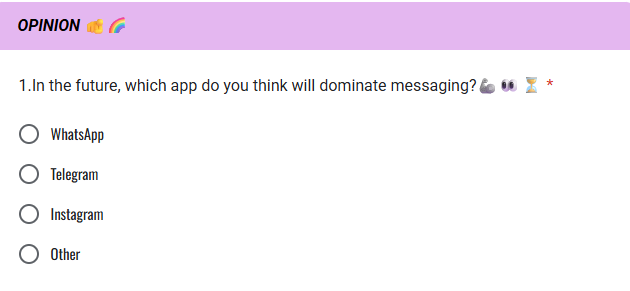 OPINION 🫵🌈
1.In the future, which app do you think will dominate messaging?🦾 👀 ⏳ *
WhatsApp
Telegram
Instagram
Other